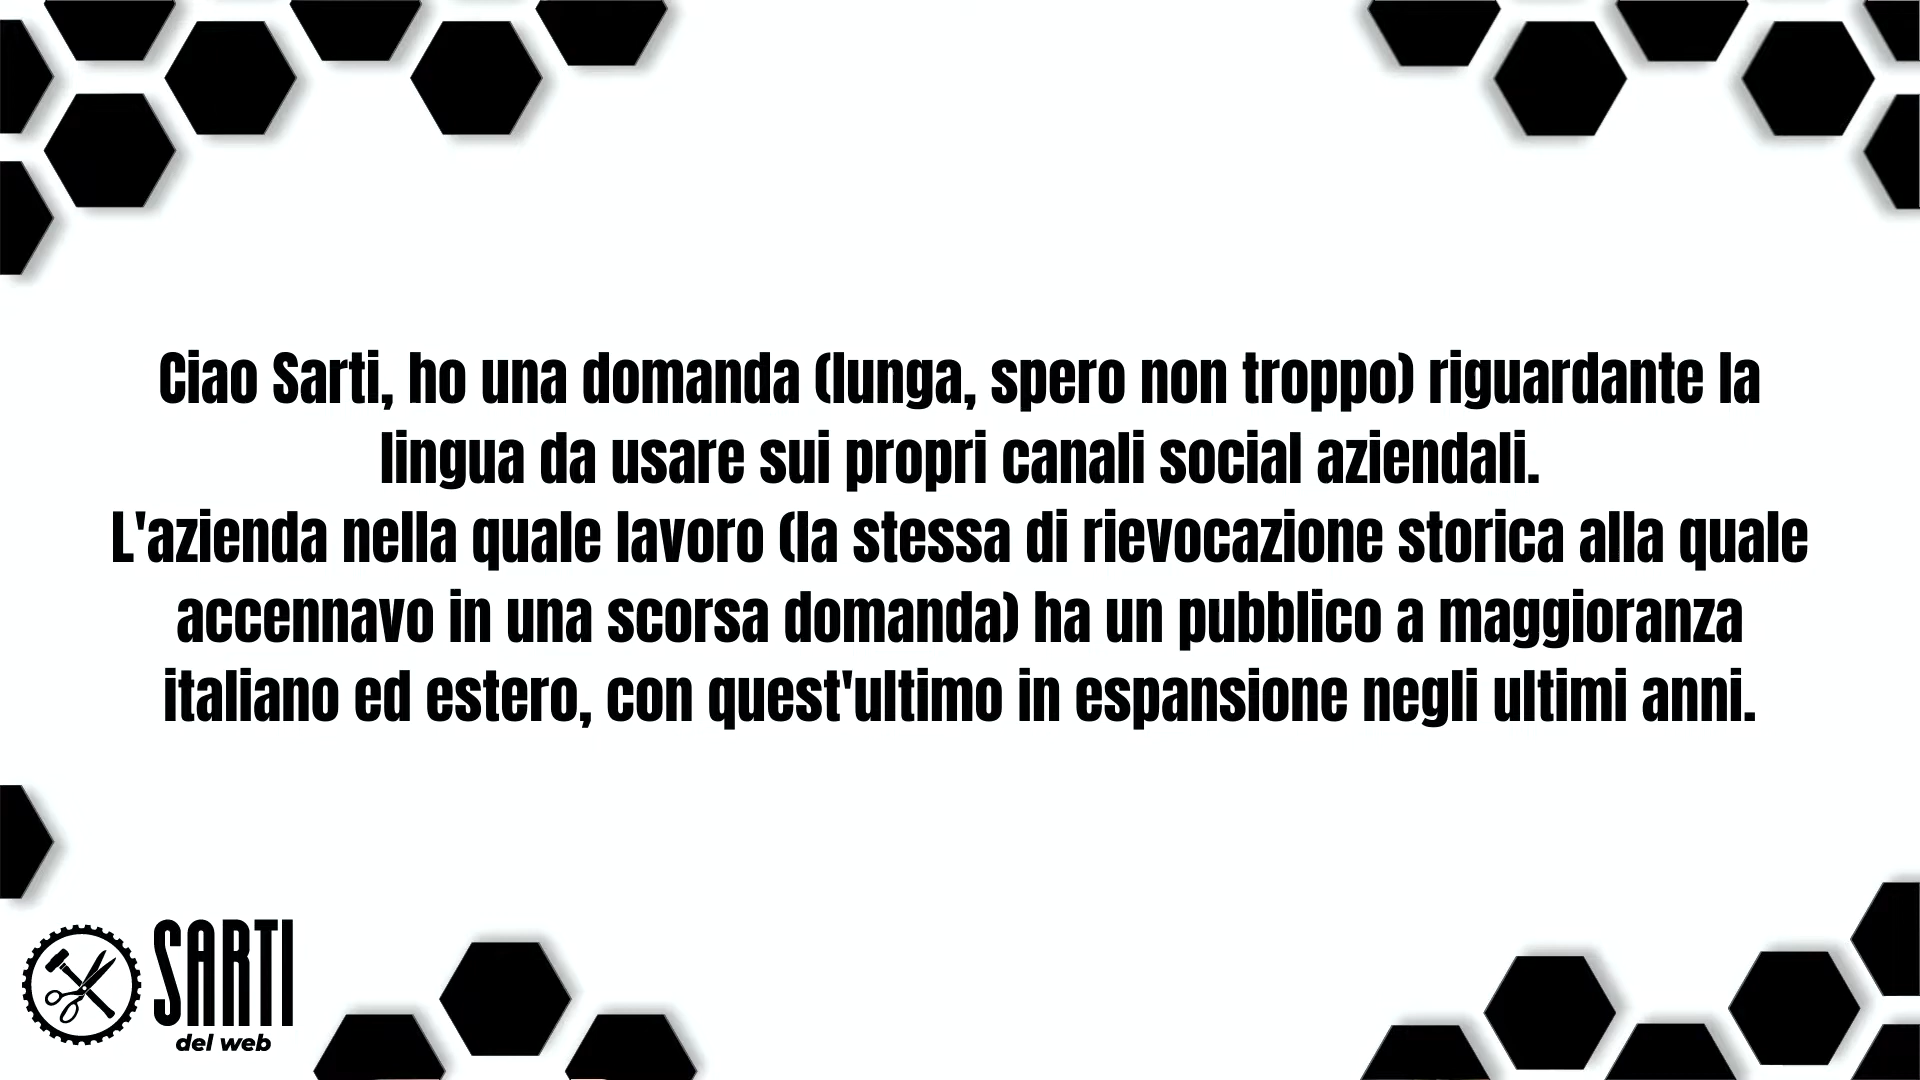 Ciao Sarti, ho una domanda (lunga, spero non troppo) riguardante la
lingua da usare sui propri canali social aziendali.
L'azienda nella quale lavoro (la stessa di rievocazione storica alla quale
accennavo in una scorsa domanda) ha un pubblico a maggioranza
italiano ed estero, con quest'ultimo in espansione negli ultimi anni.
SARTI
del web